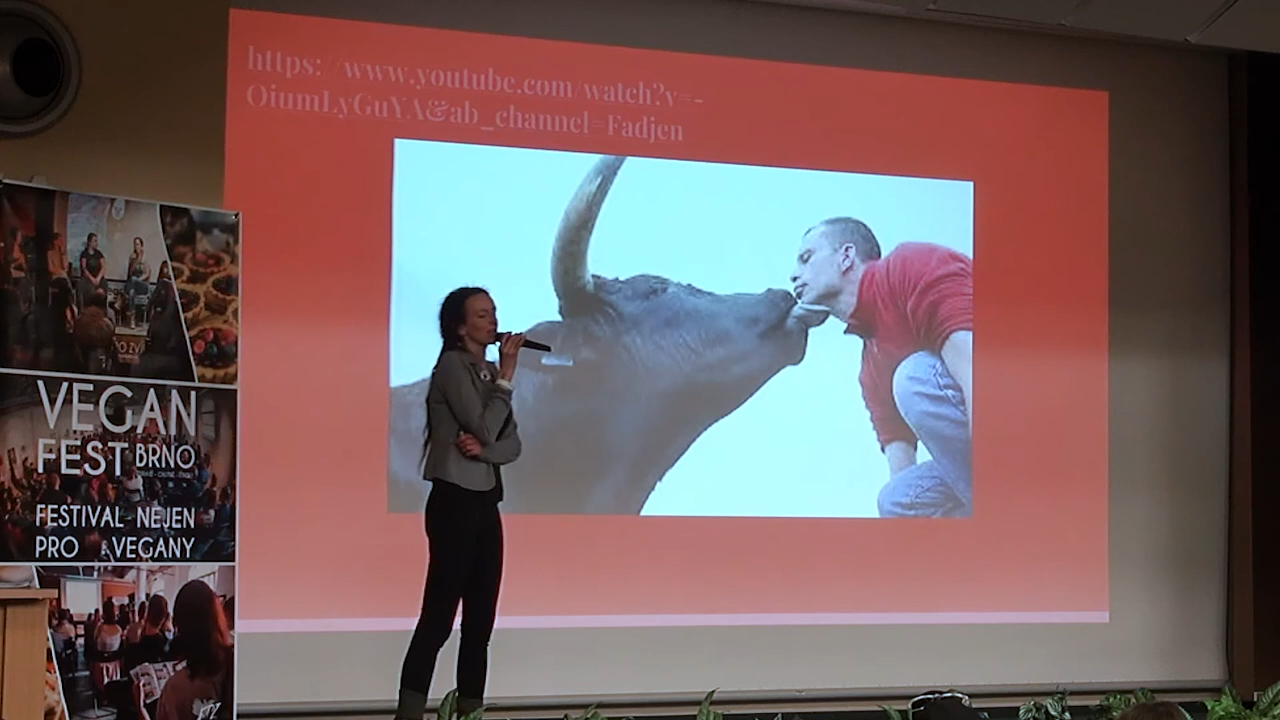 https://www.youtube.com/watch?v=-
OiumLyGuYA&ab_channel=Fadjen
VEGAN
FEST BRNO
FESTIVAL NEJEN
PRO VEGANY